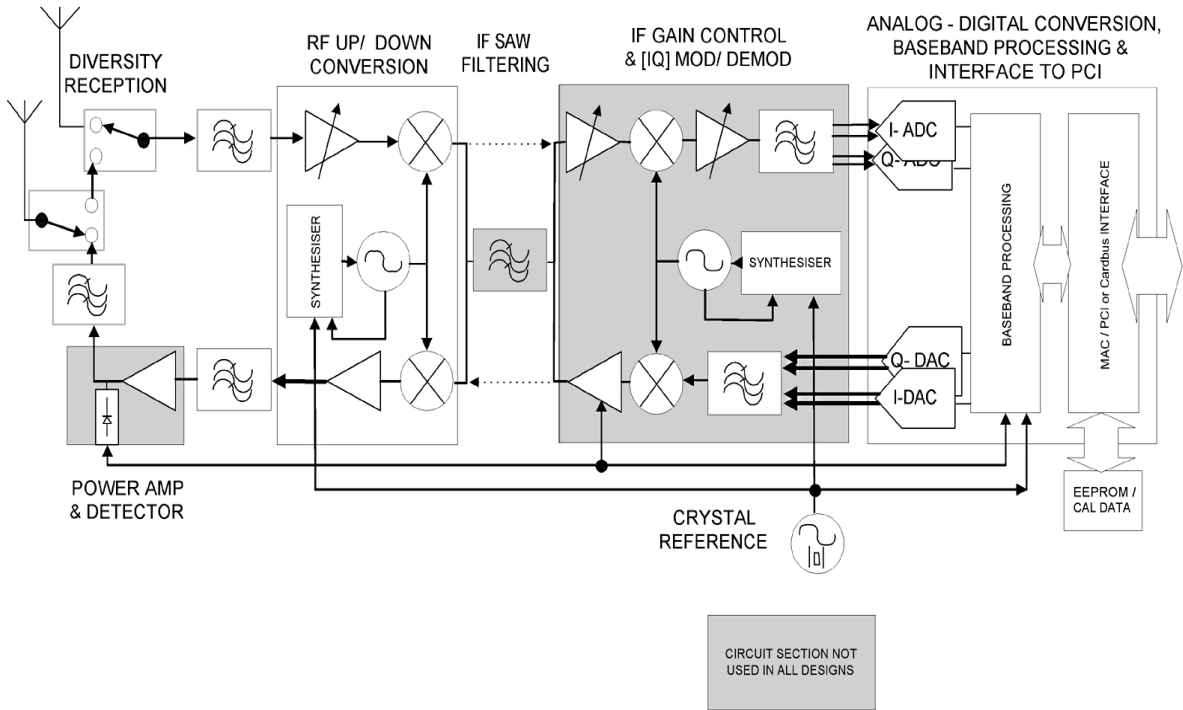 ANALOG - DIGITAL CONVERSION,
BASEBAND PROCESSING &
INTERFACE TO PCI
IF GAIN CONTROL
& [IQ] MOD/ DEMOD
RF UP/ DOWN
CONVERSION
IF SAW
FILTERING
DIVERSITY
RECEPTION
I- ADC
Q- ADC
SYNTHESISER
SYNTHESISER
BASEBAND PROCESSING
MAC / PCI or Cardbus INTERFACE
Q- DAC
I-DAC
POWER AMP
& DETECTOR
CRYSTAL
REFERENCE
EEPROM /
CAL DATA
CIRCUIT SECTION NOT
USED IN ALL DESIGNS